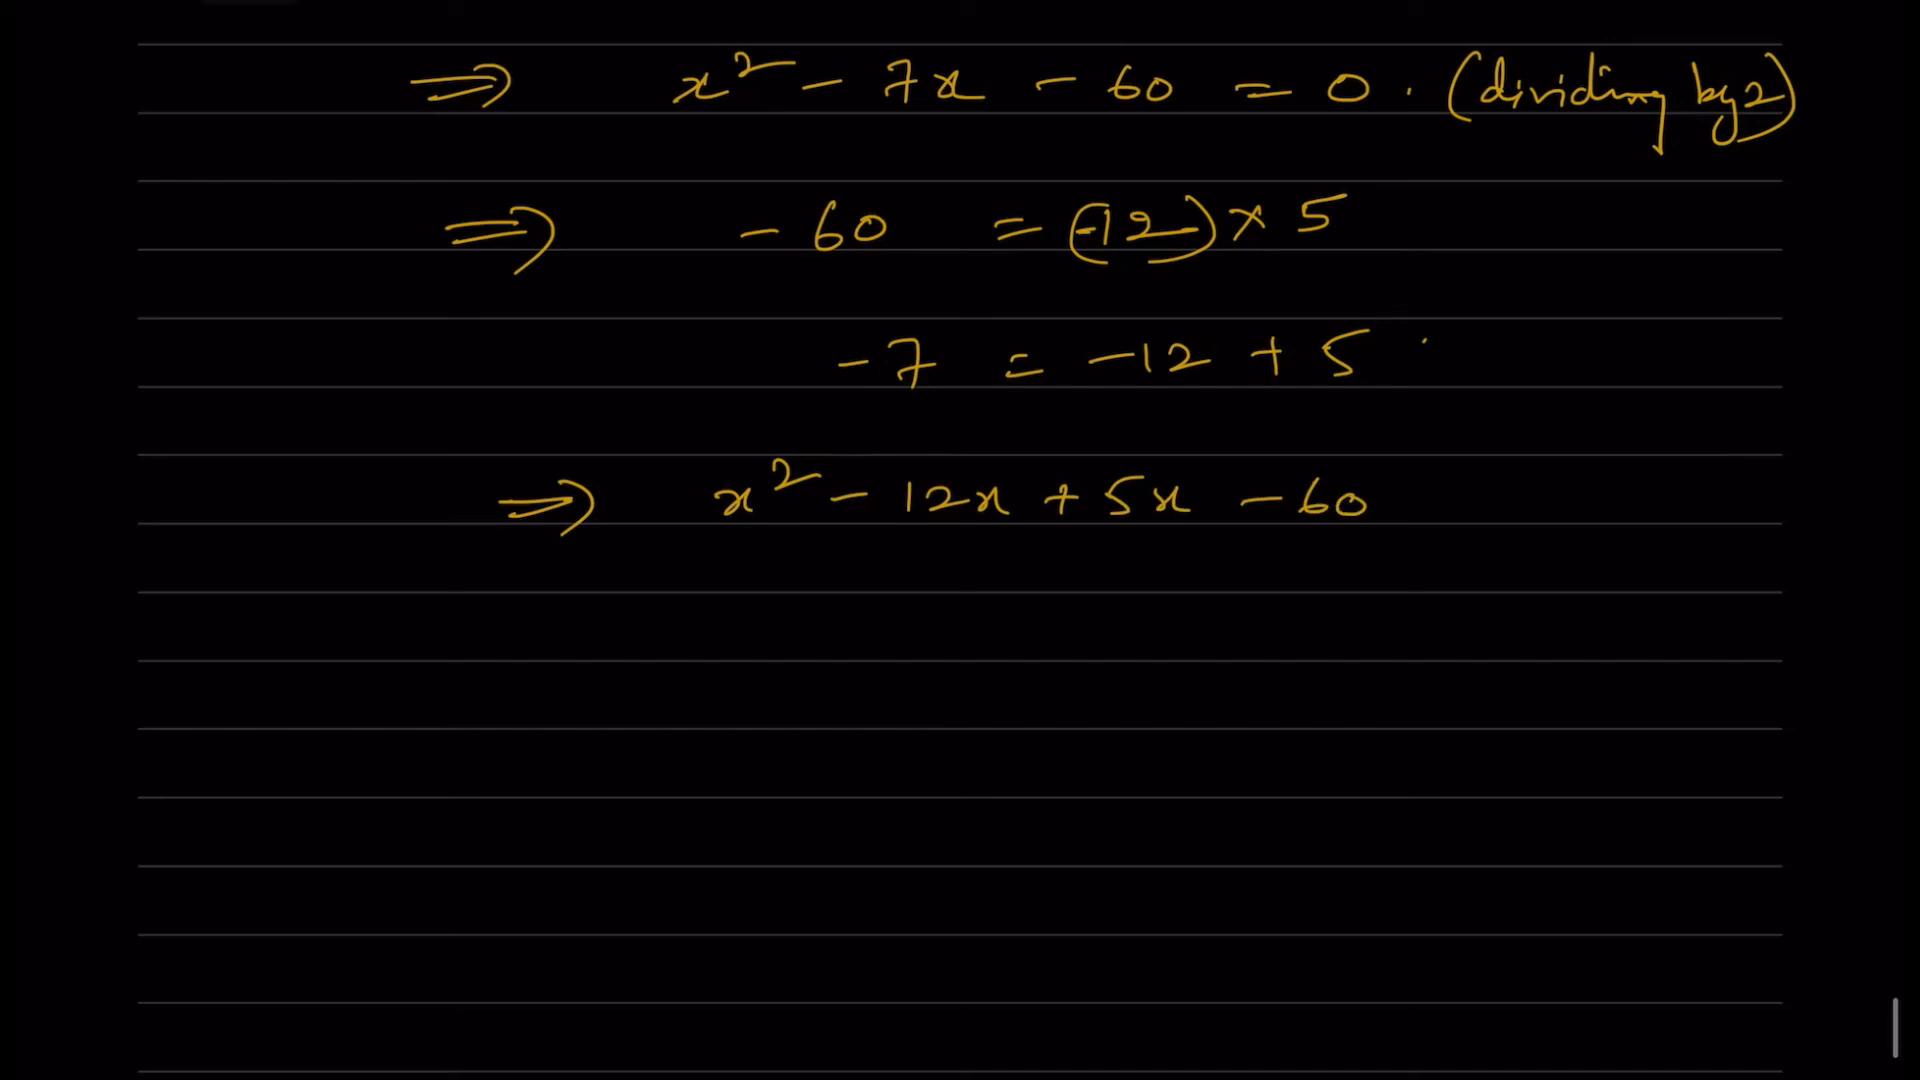 ⇒ x² - 7x - 60 = 0 . (dividing by 2)
⇒ - 60 = (-12) × 5
-7 = -12 + 5 .
⇒ x² - 12x + 5x - 60